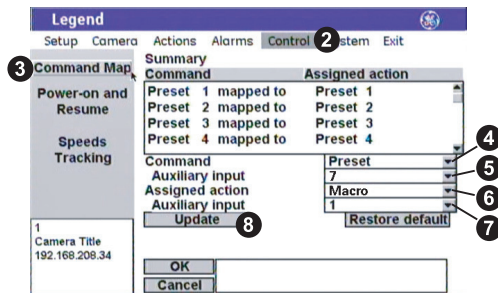 Legend
Setup Camera Actions Alarms Control 2 stem Exit
3 Command Map
Power-on and
Resume
Speeds
Tracking
Summary
Command Assigned action
Preset 1 mapped to Preset 1
Preset 2 mapped to Preset 2
Preset 3 mapped to Preset 3
Preset 4 mapped to Preset 4
Command Preset 4
Auxiliary input 7 5
Assigned action Macro 6
Auxiliary input 1 7
Update 8 Restore default
1
Camera Title
192.168.208.34
OK
Cancel